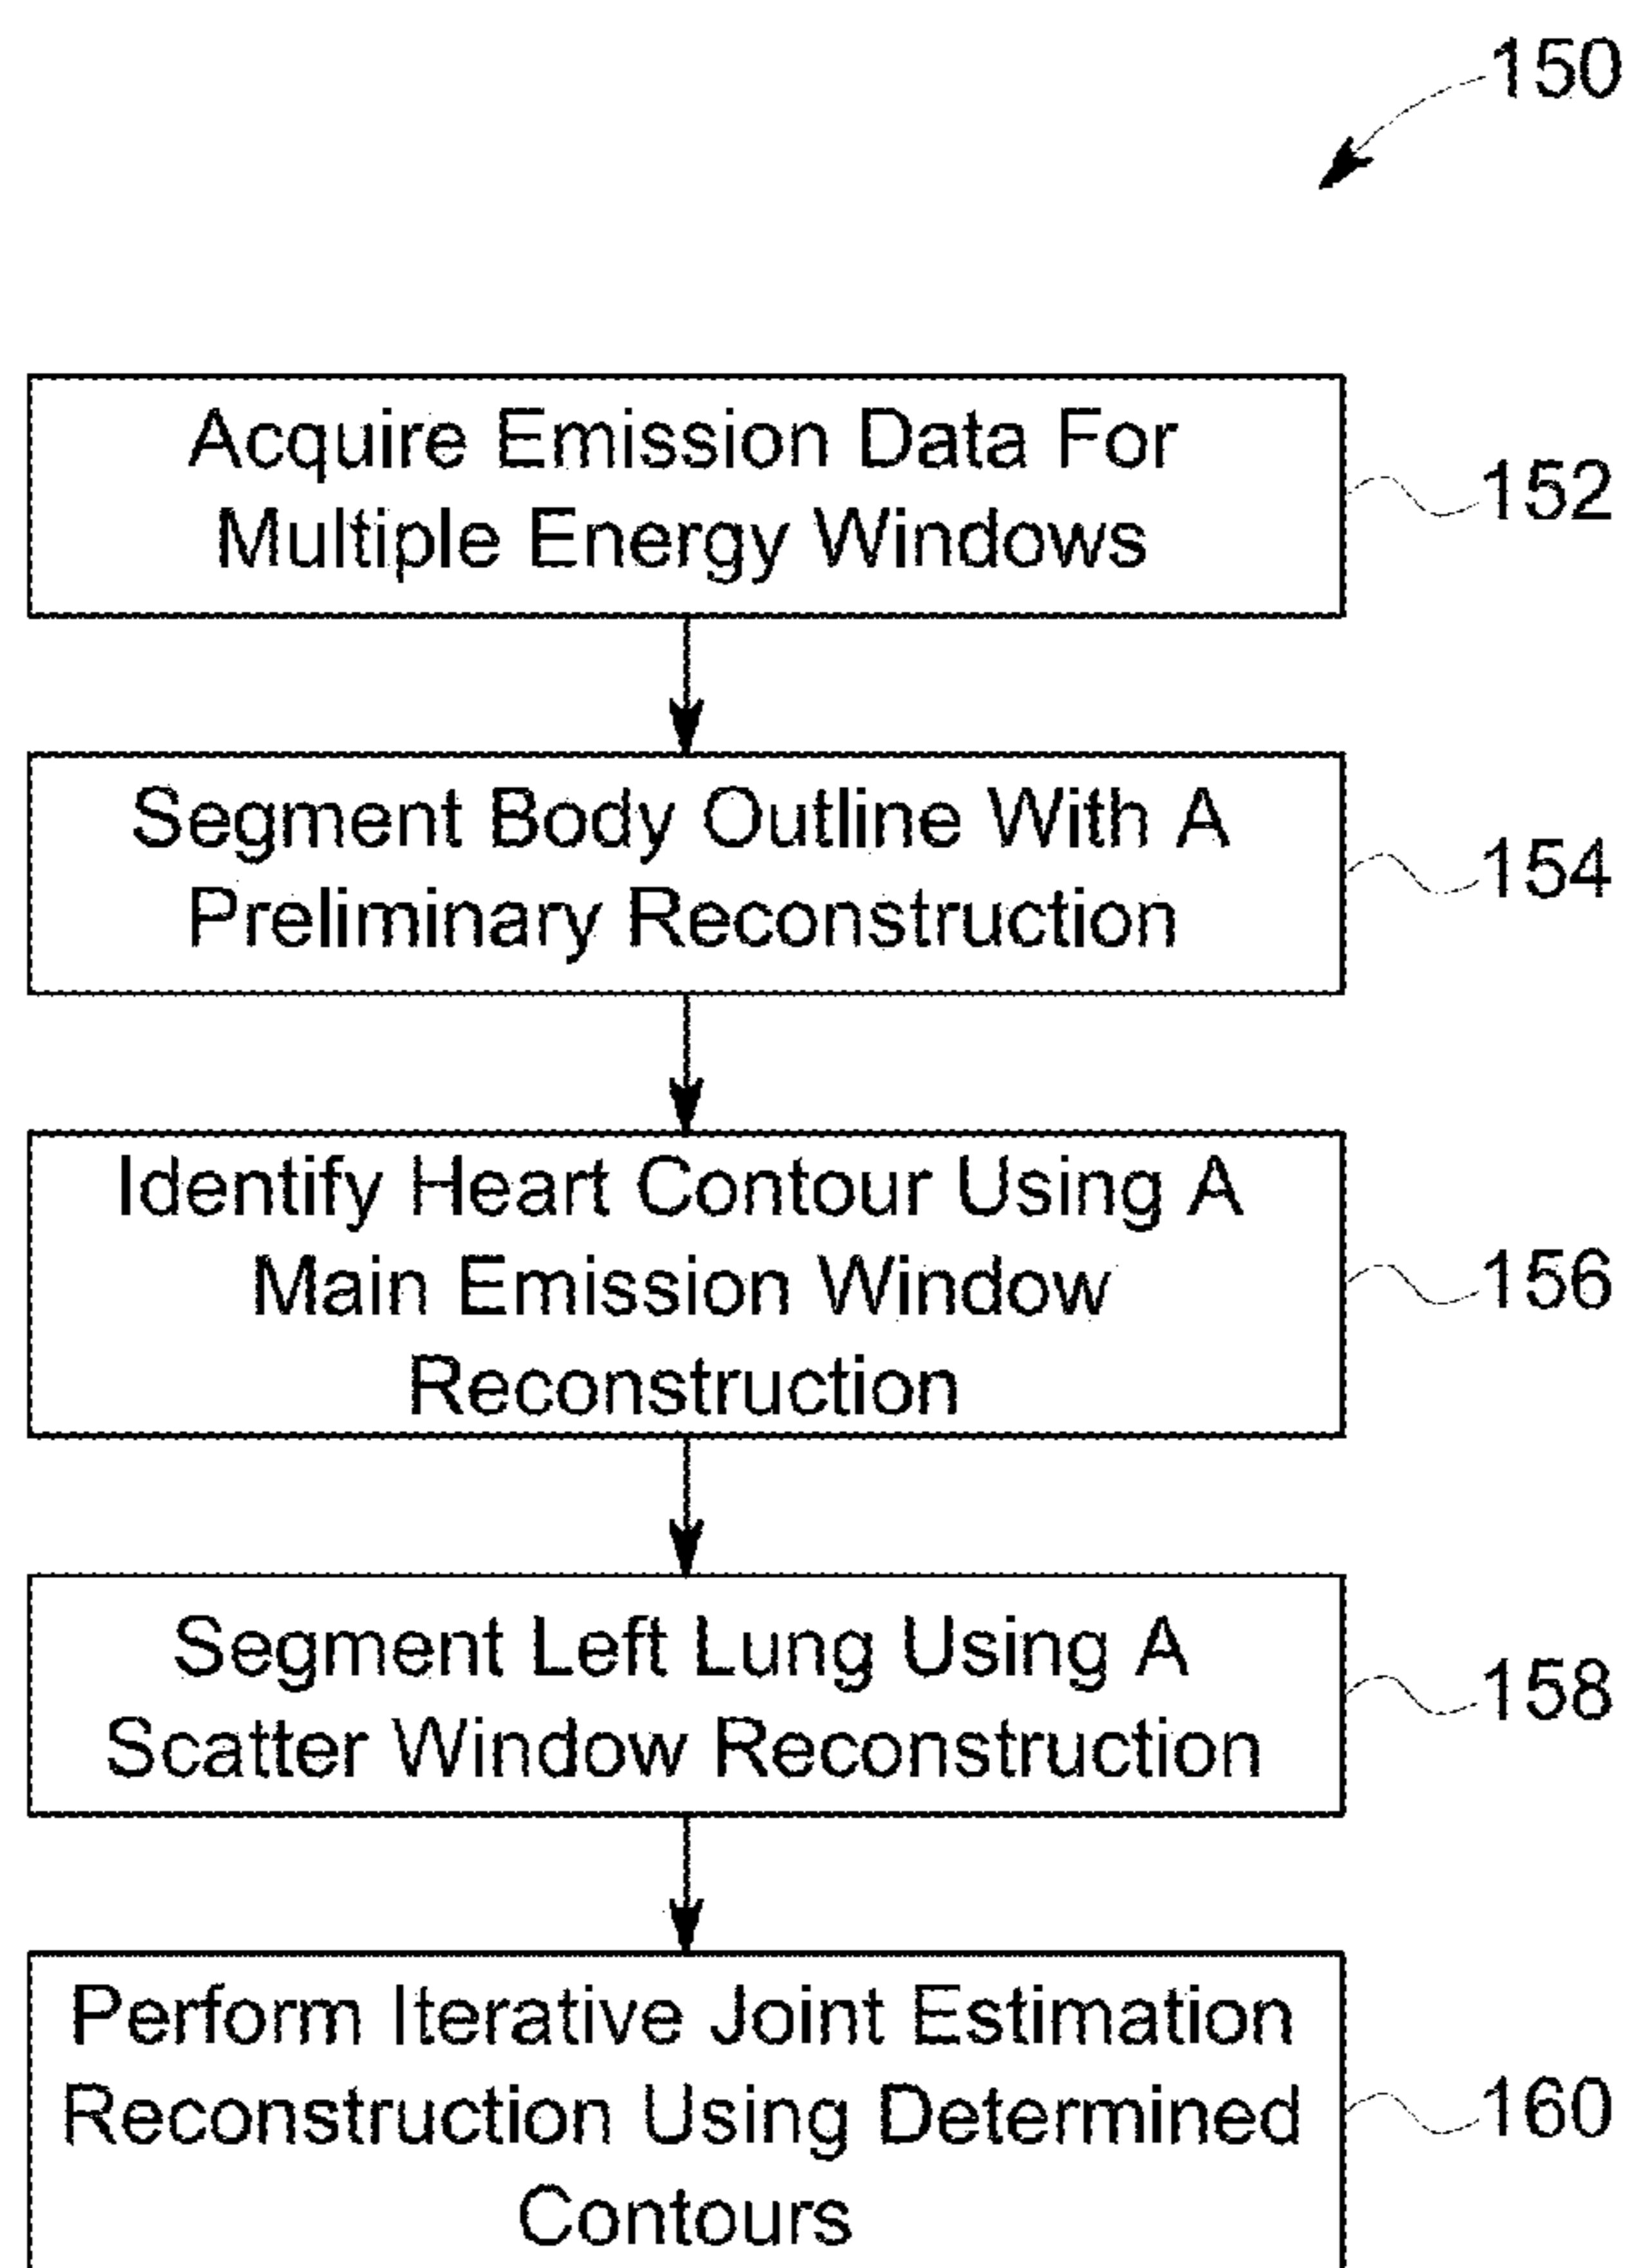 150
Acquire Emission Data For
Multiple Energy Windows
152
Segment Body Outline With A
Preliminary Reconstruction
154
Identify Heart Contour Using A
Main Emission Window
Reconstruction
156
Segment Left Lung Using A
Scatter Window Reconstruction
158
Perform Iterative Joint Estimation
Reconstruction Using Determined
Contours
160